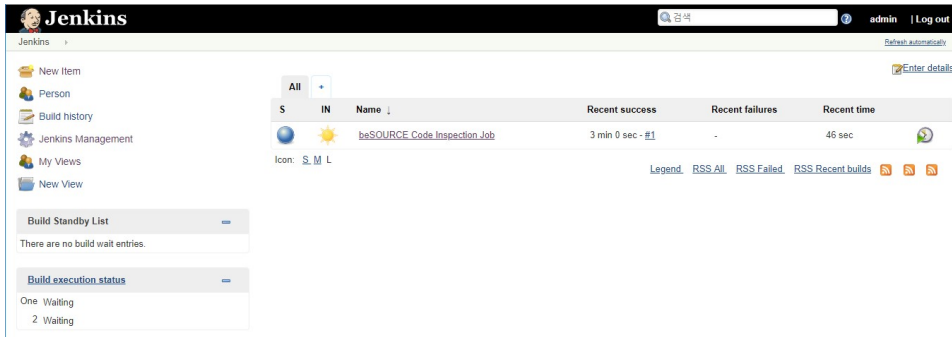 Jenkins
검색
admin | Log out
Jenkins
Refresh automatically
New Item
Person
Build history
Jenkins Management
My Views
New View
Enter details
All +
S IN Name ↓ Recent success Recent failures Recent time
beSOURCE Code Inspection Job 3 min 0 sec - #1 - 46 sec
Icon: S M L
Legend RSS All RSS Failed RSS Recent builds
Build Standby List
There are no build wait entries.
Build execution status
One Waiting
2 Waiting